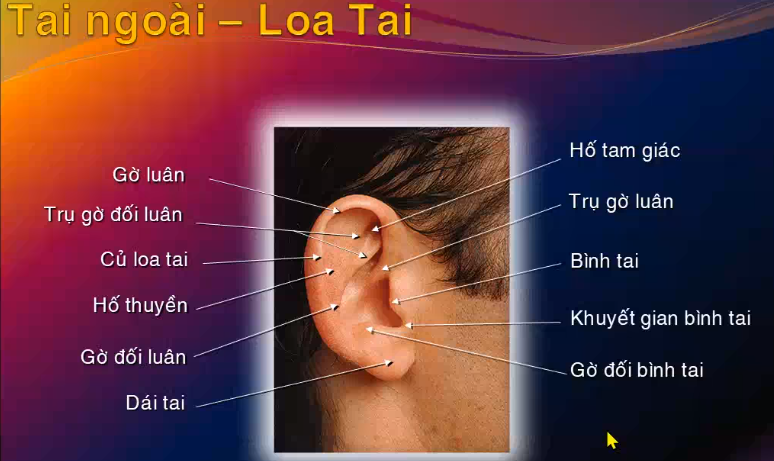 Tai ngoài – Loa Tai
Gờ luân
Trụ gờ đối luân
Củ loa tai
Hố thuyền
Gờ đối luân
Dái tai
Hố tam giác
Trụ gờ luân
Bình tai
Khuyết gian bình tai
Gờ đối bình tai